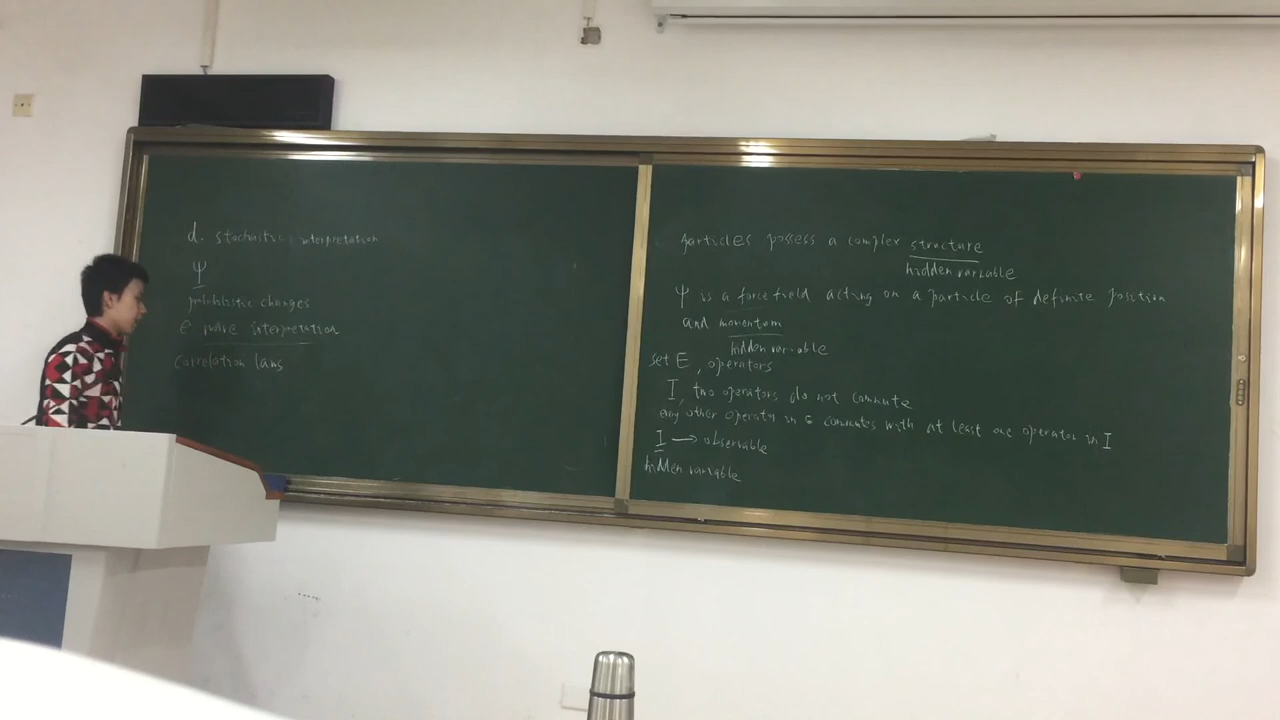 d. stochastic interpretation
Ψ
probabilistic changes
e wave interpretation
correlation laws
particles possess a complex structure
hidden variable
Ψ is a force field acting on a particle of definite position
and momentum
hidden variable
set E, operators
I, two operators do not commute
any other operator in E commutes with at least one operator in I
I → observable
hidden variable